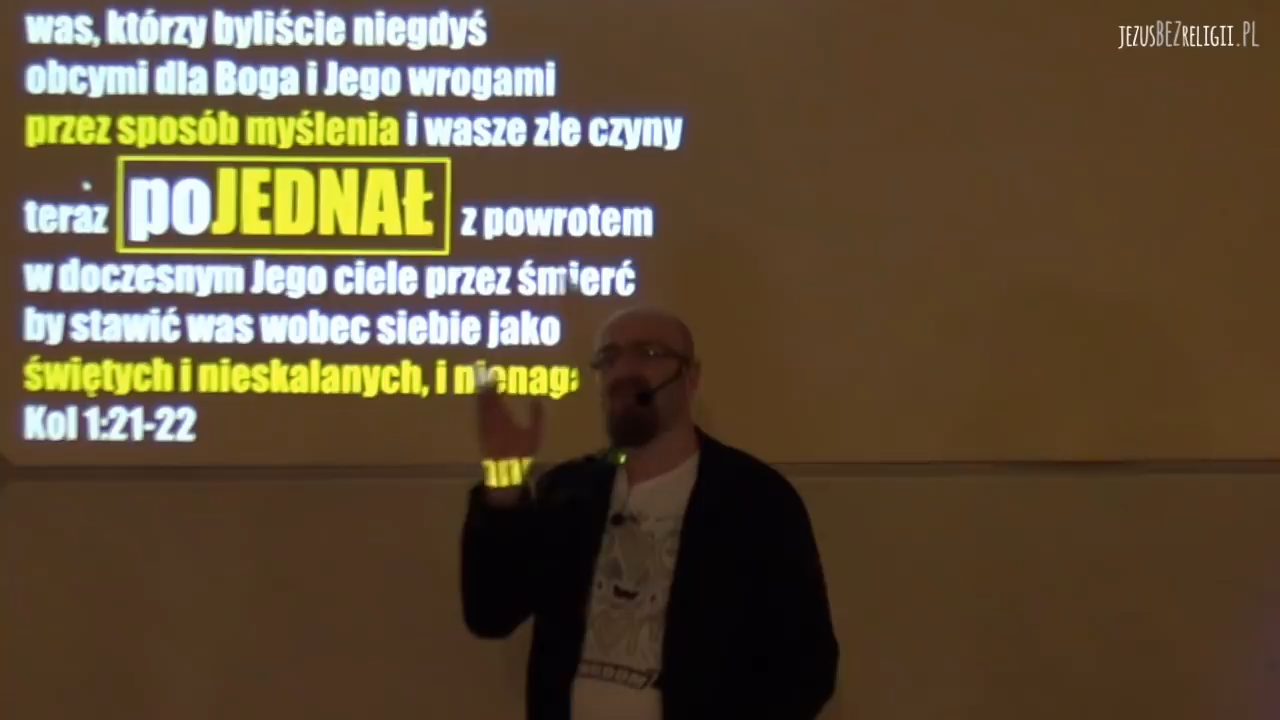 was, którzy byliście niegdyś
obcymi dla Boga i Jego wrogami
przez sposób myślenia i wasze złe czyny
teraz poJEDNAŁ z powrotem
w doczesnym Jego ciele przez śmierć
by stawić was wobec siebie jako
świętych i nieskalanych, i
Kol 1:21-22
JEZUSBEZRELIGII.PL